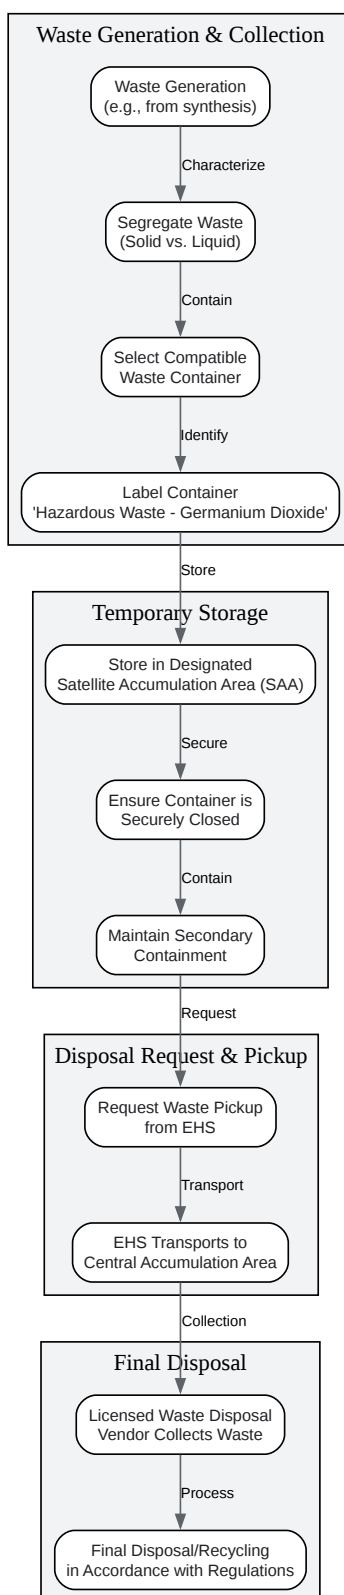 Waste Generation & Collection
Waste Generation
(e.g., from synthesis)
Characterize
Segregate Waste
(Solid vs. Liquid)
Contain
Select Compatible
Waste Container
Identify
Label Container
'Hazardous Waste - Germanium Dioxide'
Store
Temporary Storage
Store in Designated
Satellite Accumulation Area (SAA)
Secure
Ensure Container is
Securely Closed
Contain
Maintain Secondary
Containment
Request
Disposal Request & Pickup
Request Waste Pickup
from EHS
Transport
EHS Transports to
Central Accumulation Area
Collection
Final Disposal
Licensed Waste Disposal
Vendor Collects Waste
Process
Final Disposal/Recycling
in Accordance with Regulations